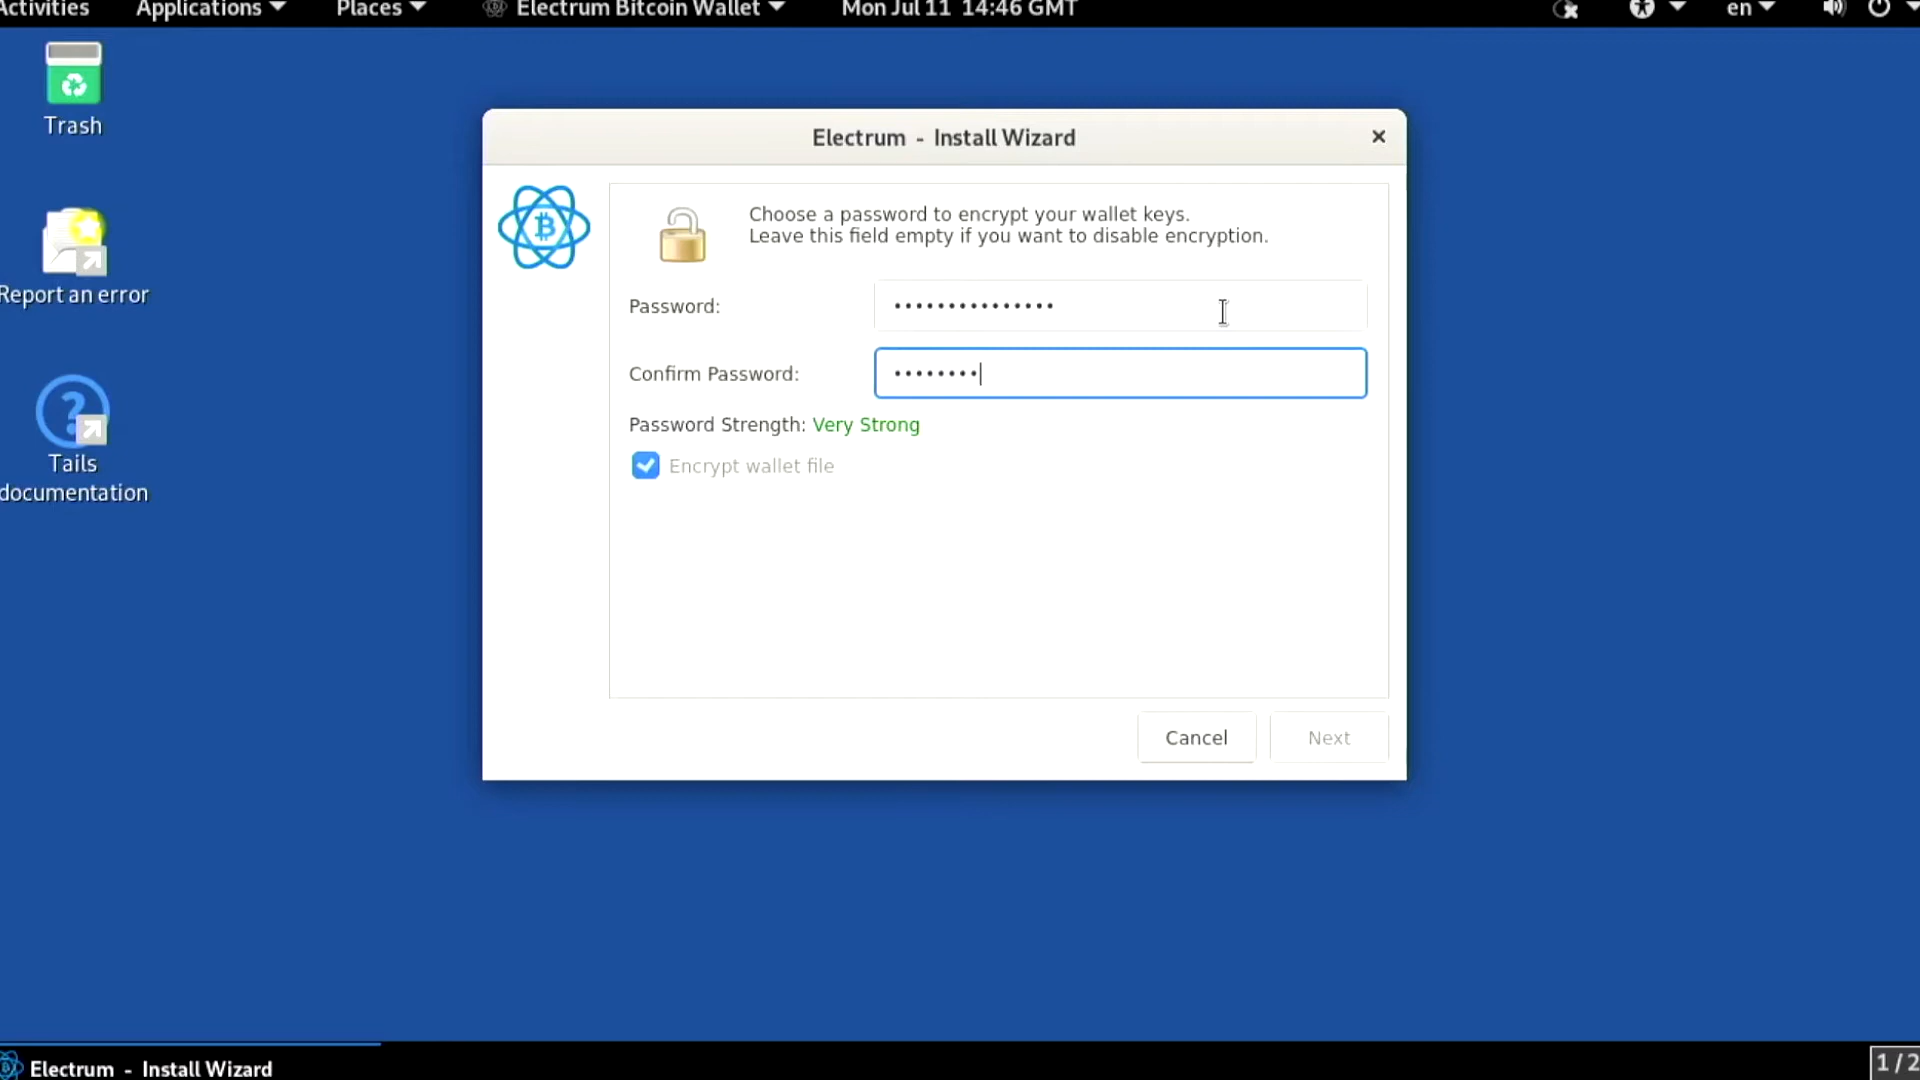 Activities Applications Places Electrum Bitcoin Wallet Mon Jul 11 14:46 GMT en
Trash
Report an error
Tails
documentation
Electrum - Install Wizard
Choose a password to encrypt your wallet keys.
Leave this field empty if you want to disable encryption.
Password: •••••••••••••••
Confirm Password: ••••••••
Password Strength: Very Strong
Encrypt wallet file
Cancel Next
Electrum - Install Wizard
1 / 2